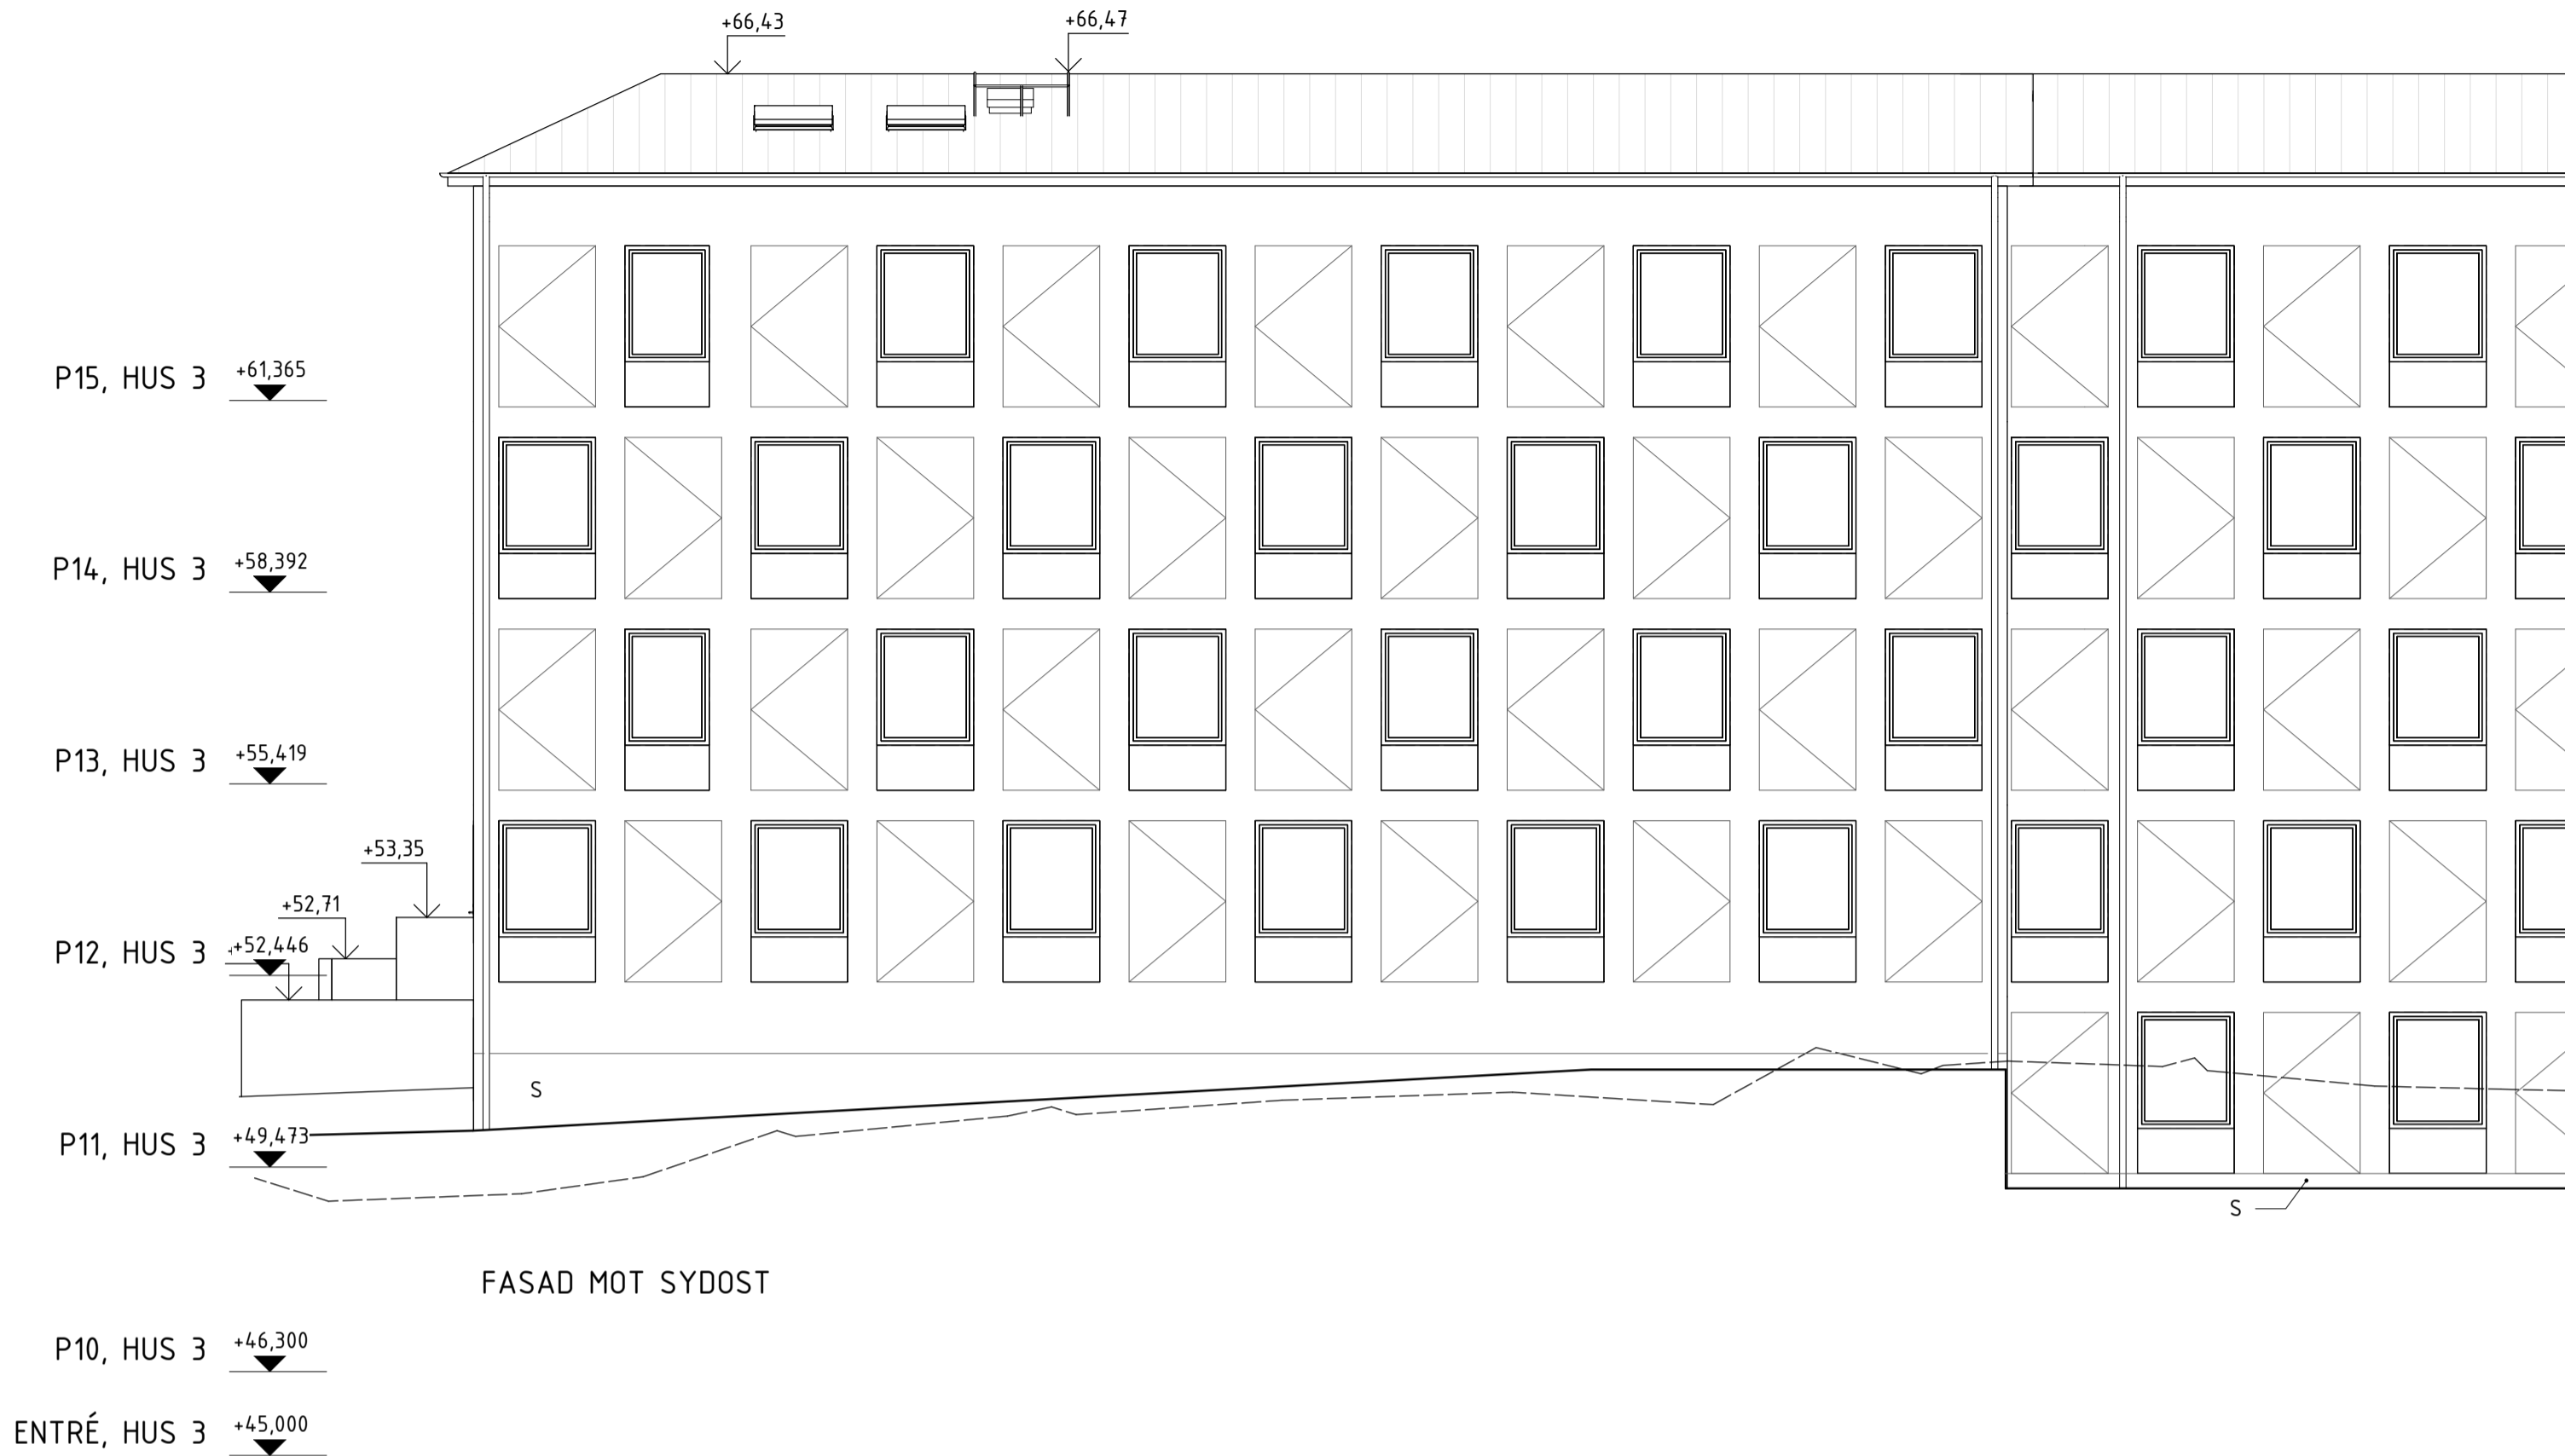 +66,43
+66,47
P15, HUS 3 +61,365
P14, HUS 3 +58,392
P13, HUS 3 +55,419
+53,35
+52,71
P12, HUS 3 +52,446
S
P11, HUS 3 +49,473
S
FASAD MOT SYDOST
P10, HUS 3 +46,300
ENTRÉ, HUS 3 +45,000